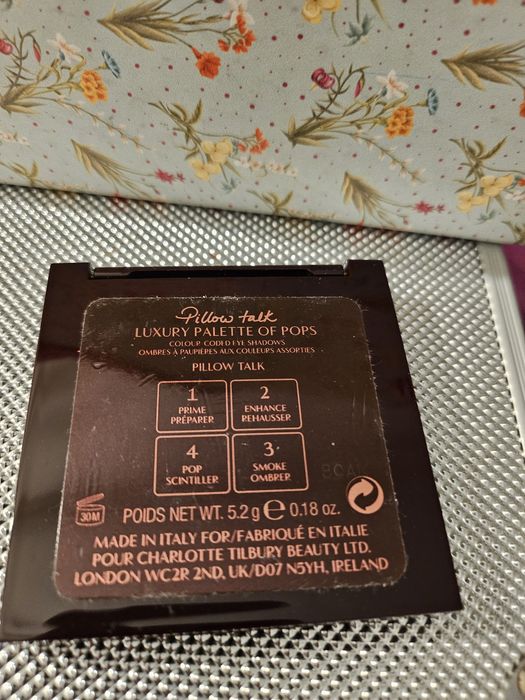 Pillow talk
LUXURY PALETTE OF POPS
COLOUR CODED EYE SHADOWS
OMBRES À PAUPIÈRES AUX COULEURS ASSORTIES
PILLOW TALK
1
PRIME
PRÉPARER
2
ENHANCE
REHAUSSER
4
POP
SCINTILLER
3
SMOKE
OMBRER
30M
POIDS NET WT. 5.2 g ℮ 0.18 oz.
MADE IN ITALY FOR/FABRIQUÉ EN ITALIE
POUR CHARLOTTE TILBURY BEAUTY LTD.
LONDON WC2R 2ND, UK/D07 N5YH, IRELAND